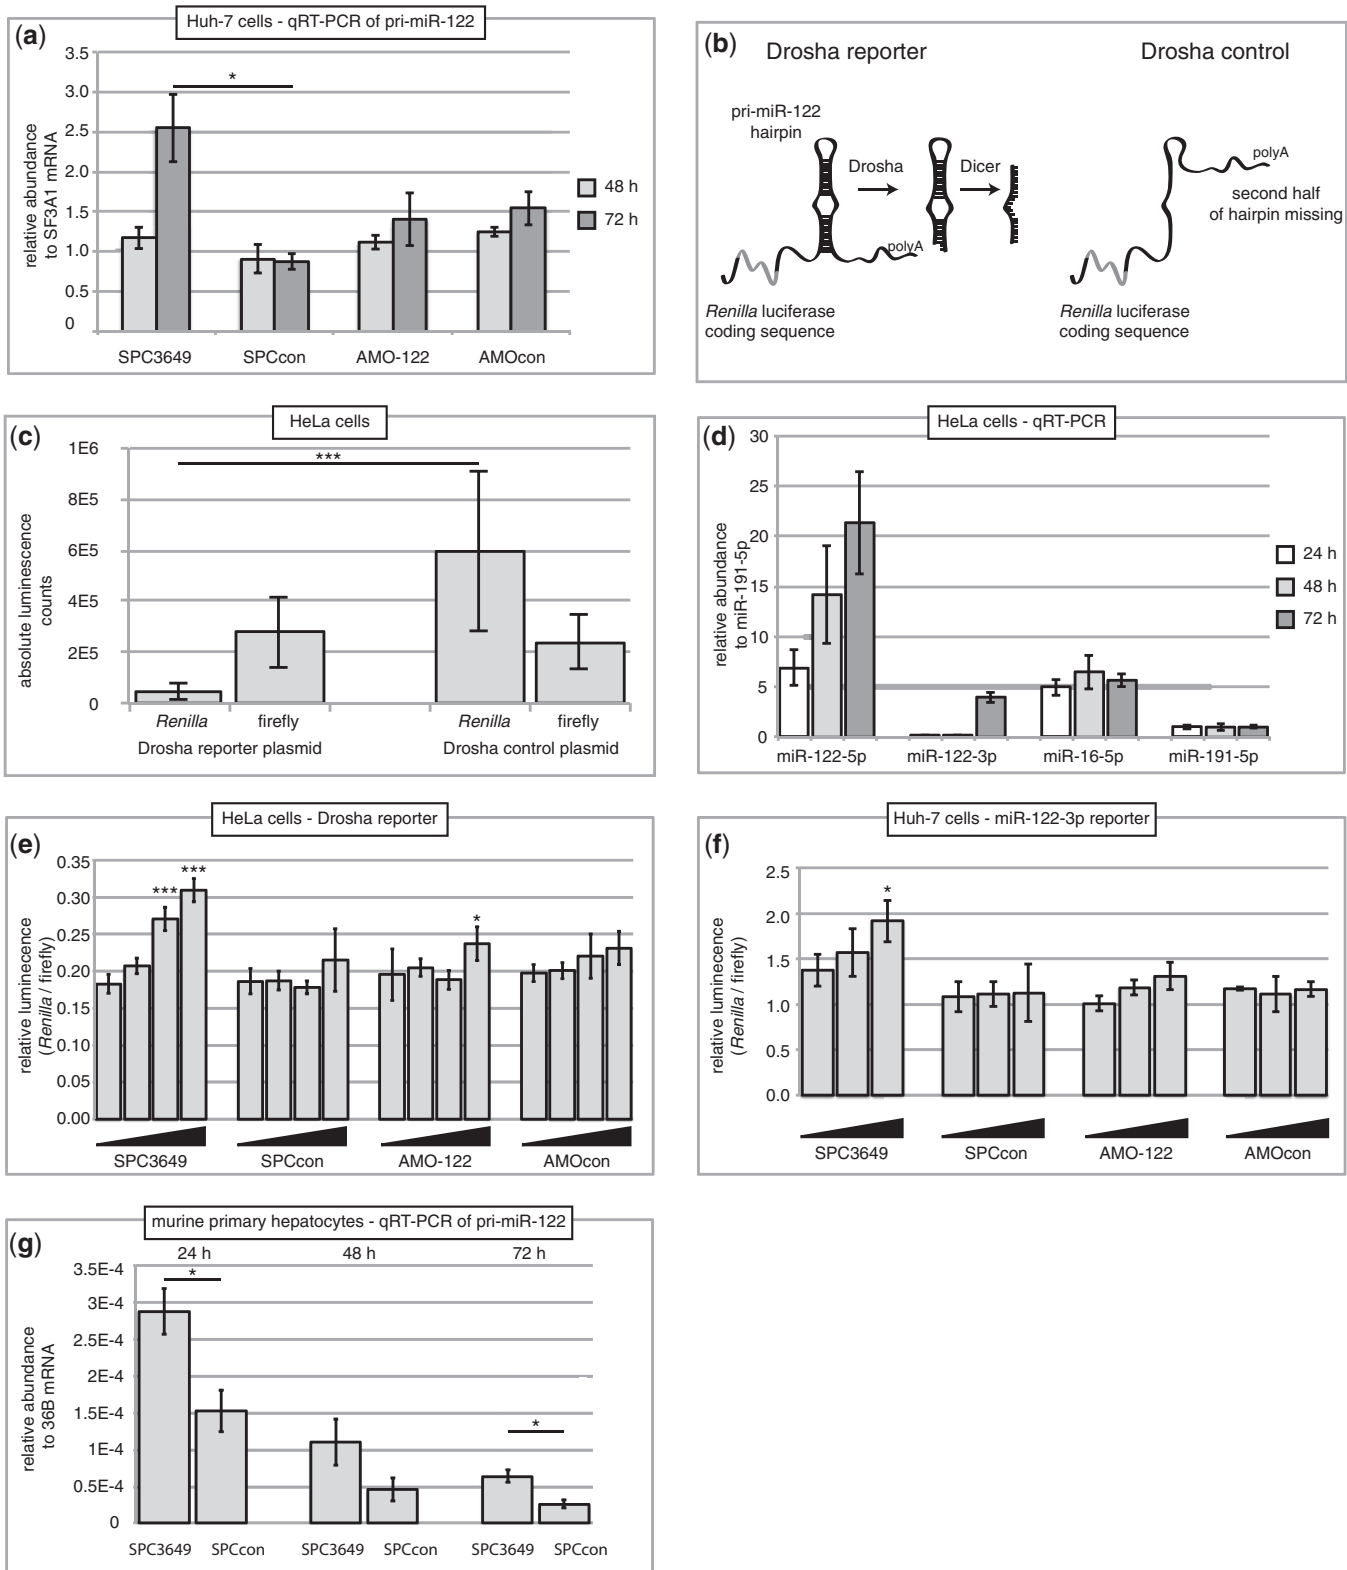 (a)
Huh-7 cells - qRT-PCR of pri-miR-122
relative abundance
to SF3A1 mRNA
3.5
3.0
2.5
2.0
1.5
1.0
0.5
0
*
48 h
72 h
SPC3649
SPCcon
AMO-122
AMOcon
(b)
Drosha reporter
Drosha control
pri-miR-122
hairpin
Drosha
Dicer
polyA
Renilla luciferase
coding sequence
polyA
second half
of hairpin missing
Renilla luciferase
coding sequence
(c)
HeLa cells
absolute luminescence
counts
1E6
8E5
6E5
4E5
2E5
0
***
Renilla
firefly
Renilla
firefly
Drosha reporter plasmid
Drosha control plasmid
(d)
HeLa cells - qRT-PCR
relative abundance
to miR-191-5p
30
25
20
15
10
5
0
24 h
48 h
72 h
miR-122-5p
miR-122-3p
miR-16-5p
miR-191-5p
(e)
HeLa cells - Drosha reporter
relative luminecence
(Renilla / firefly)
0.35
0.30
0.25
0.20
0.15
0.10
0.05
0.00
***
***
*
SPC3649
SPCcon
AMO-122
AMOcon
(f)
Huh-7 cells - miR-122-3p reporter
relative luminecence
(Renilla / firefly)
2.5
2.0
1.5
1.0
0.5
0.0
*
SPC3649
SPCcon
AMO-122
AMOcon
(g)
murine primary hepatocytes - qRT-PCR of pri-miR-122
24 h
48 h
72 h
relative abundance
to 36B mRNA
3.5E-4
3E-4
2.5E-4
2E-4
1.5E-4
1E-4
0.5E-4
0
*
*
SPC3649
SPCcon
SPC3649
SPCcon
SPC3649
SPCcon